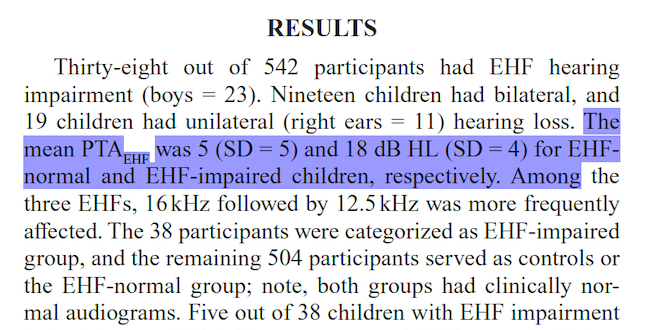 RESULTS
Thirty-eight out of 542 participants had EHF hearing
impairment (boys = 23). Nineteen children had bilateral, and
19 children had unilateral (right ears = 11) hearing loss. The
mean PTAEHF was 5 (SD = 5) and 18 dB HL (SD = 4) for EHF-
normal and EHF-impaired children, respectively. Among the
three EHFs, 16 kHz followed by 12.5 kHz was more frequently
affected. The 38 participants were categorized as EHF-impaired
group, and the remaining 504 participants served as controls or
the EHF-normal group; note, both groups had clinically nor-
mal audiograms. Five out of 38 children with EHF impairment